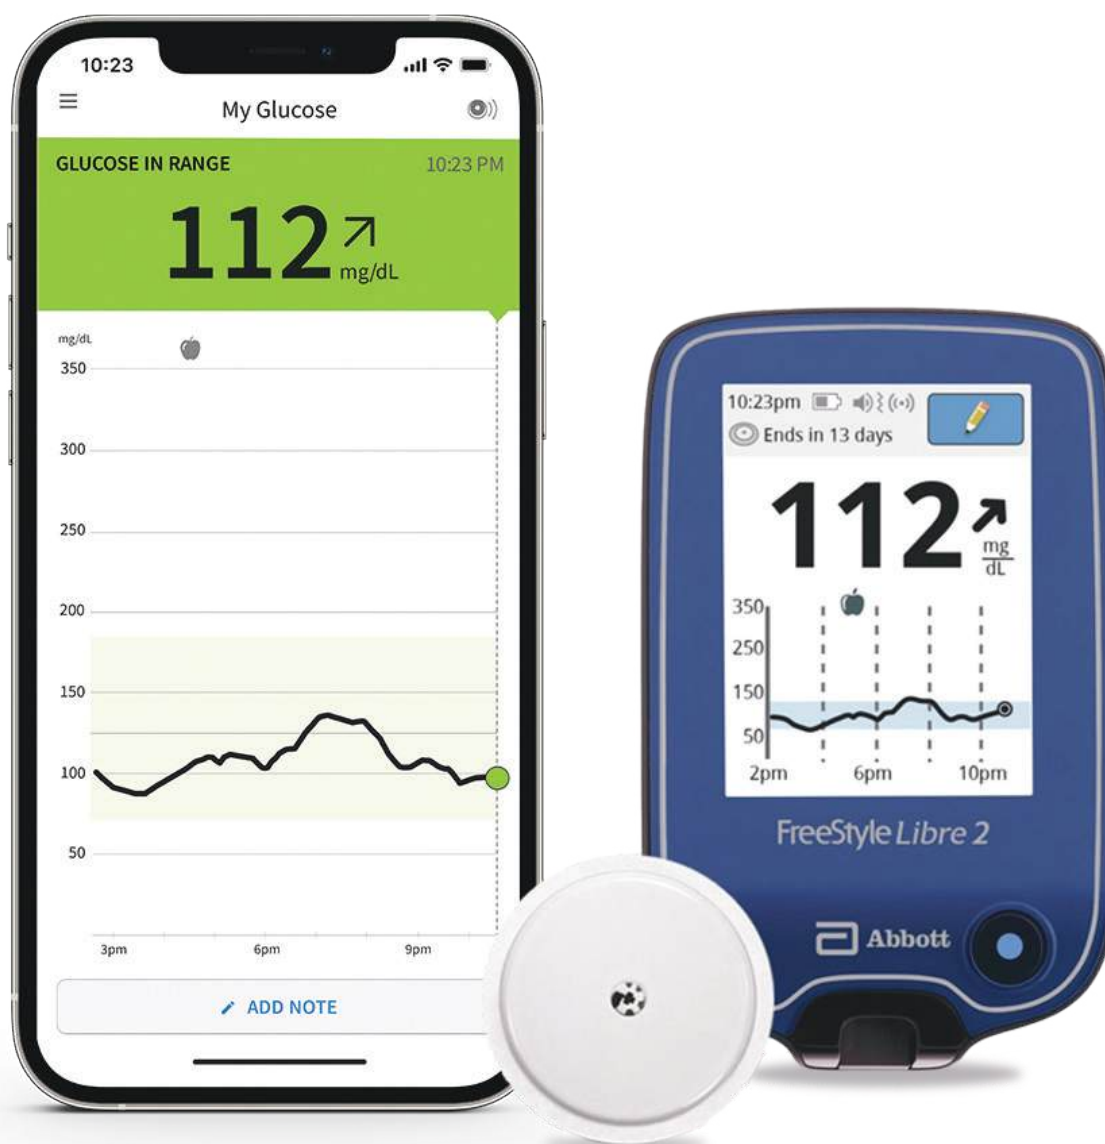 10:23
My Glucose
GLUCOSE IN RANGE 10:23 PM
112
mg/dL
mg/dL
350
300
250
200
150
100
50
3pm 6pm 9pm
ADD NOTE
10:23pm
Ends in 13 days
112
mg
dL
350
250
150
50
2pm 6pm 10pm
FreeStyle Libre 2
Abbott